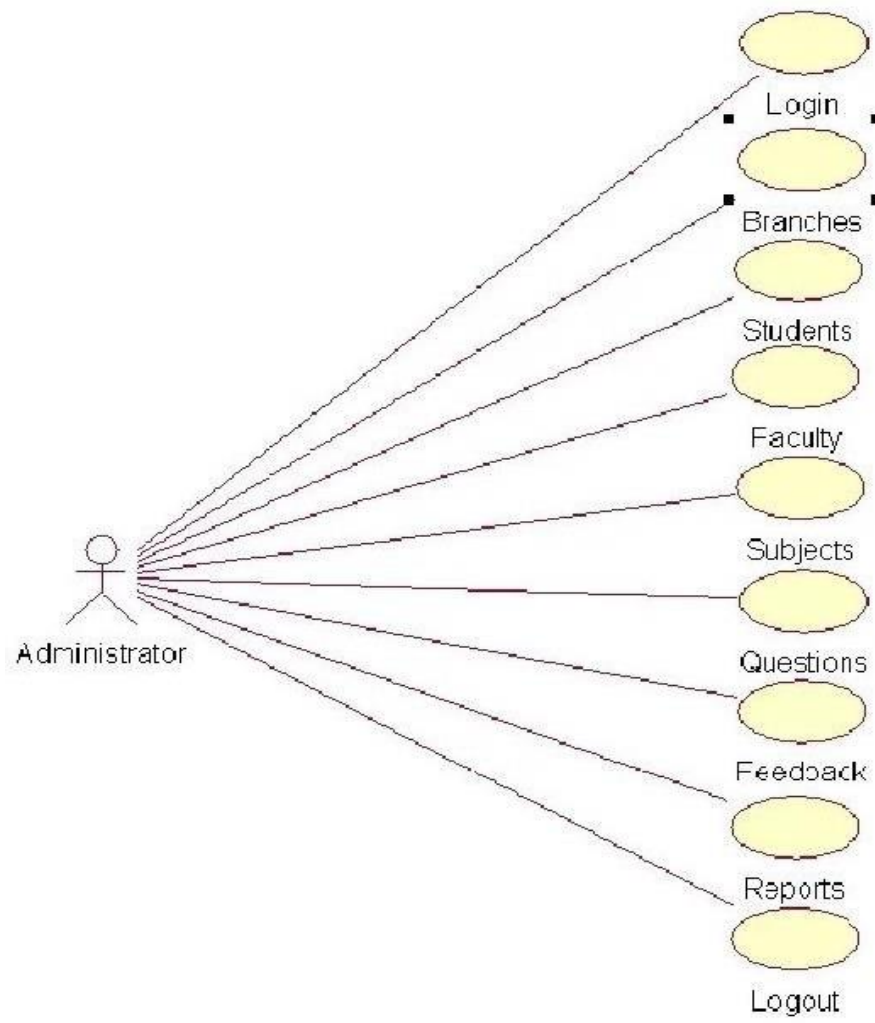 Login
Branches
Students
Faculty
Subjects
Administrator
Questions
Feedback
Reports
Logout